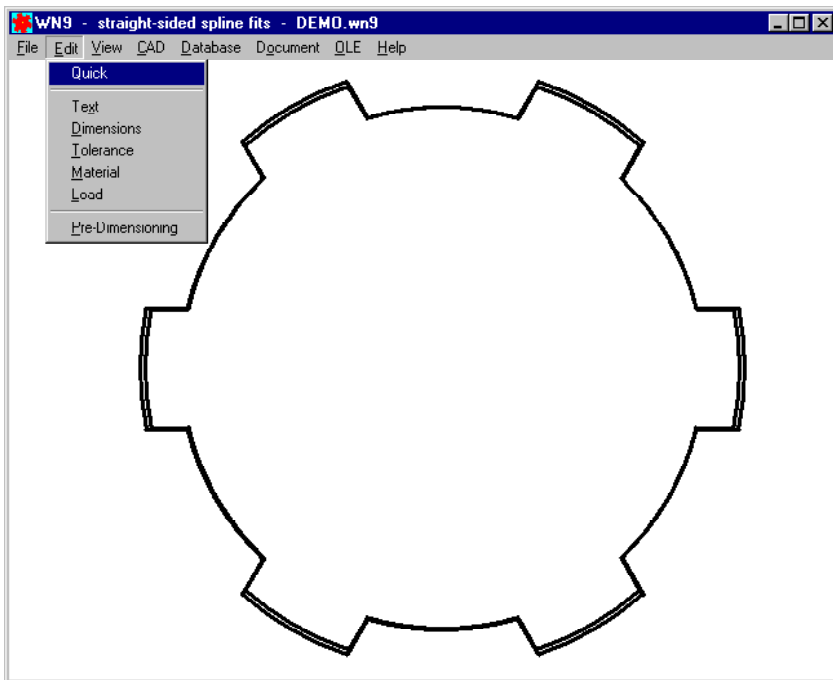 WN9 - straight-sided spline fits - DEMO.wn9
File Edit View CAD Database Document OLE Help
Quick
Text
Dimensions
Tolerance
Material
Load
Pre-Dimensioning